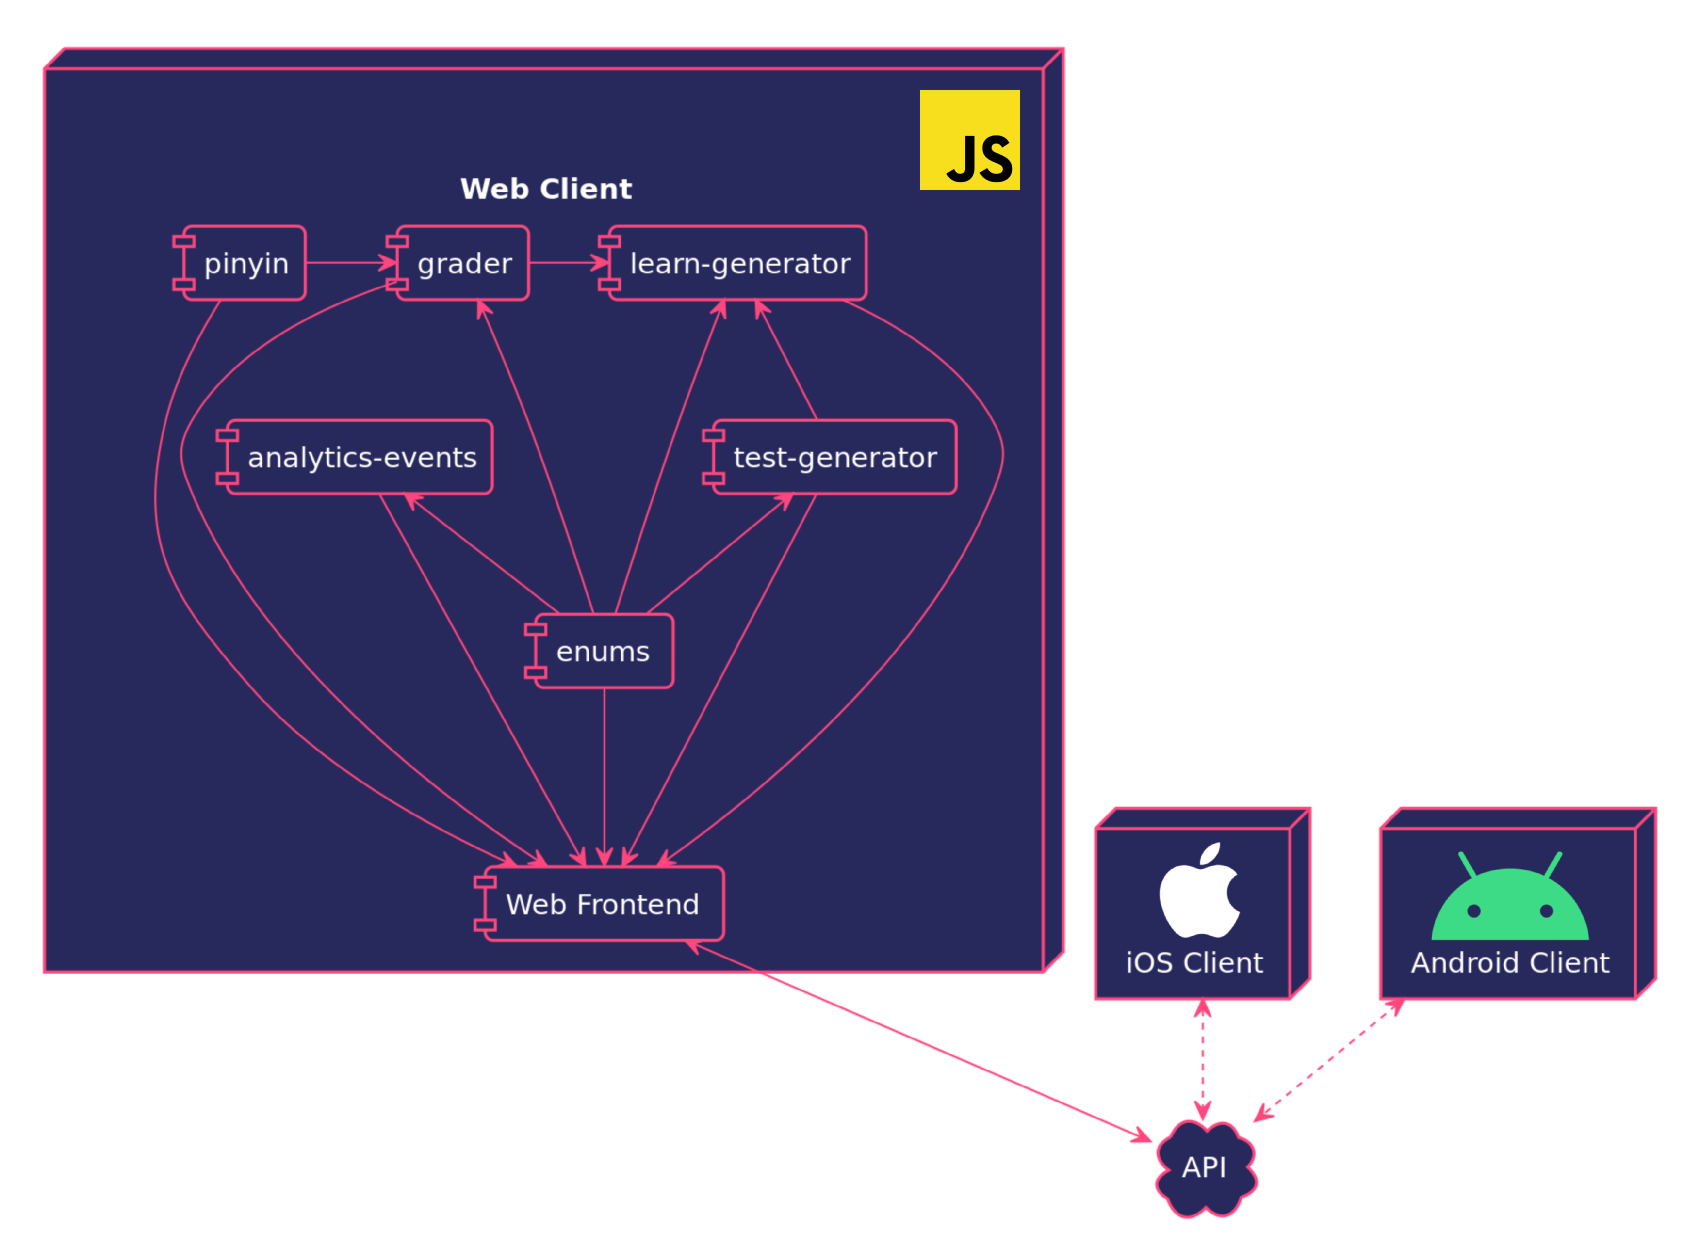 JS
Web Client
pinyin
grader
learn-generator
analytics-events
test-generator
enums
Web Frontend
iOS Client
Android Client
API